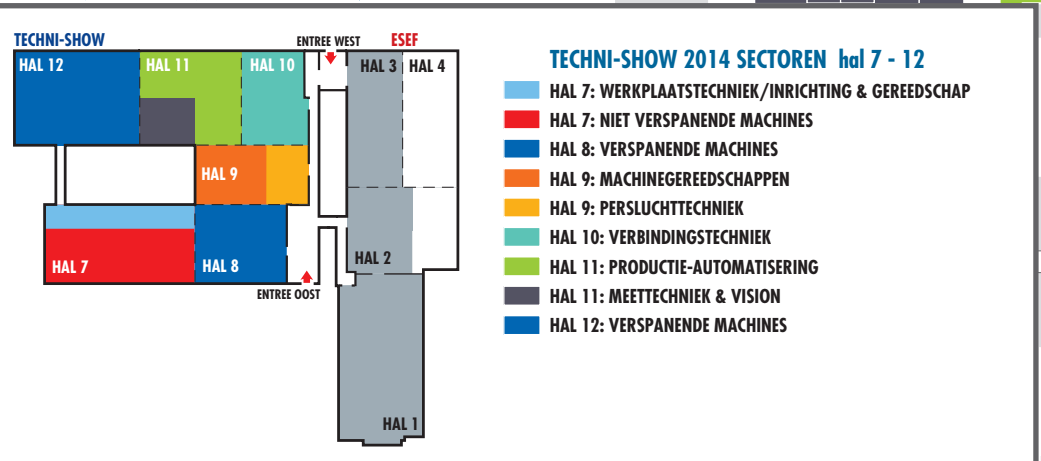 TECHNI-SHOW
ENTREE WEST
ESEF
HAL 12
HAL 11
HAL 10
HAL 3
HAL 4
HAL 9
HAL 7
HAL 8
HAL 2
ENTREE OOST
HAL 1
TECHNI-SHOW 2014 SECTOREN hal 7 - 12
HAL 7: WERKPLAATSTECHNIEK/INRICHTING & GEREEDSCHAP
HAL 7: NIET VERSPANENDE MACHINES
HAL 8: VERSPANENDE MACHINES
HAL 9: MACHINEGEREEDSCHAPPEN
HAL 9: PERSLUCHTTECHNIEK
HAL 10: VERBINDINGSTECHNIEK
HAL 11: PRODUCTIE-AUTOMATISERING
HAL 11: MEETTECHNIEK & VISION
HAL 12: VERSPANENDE MACHINES